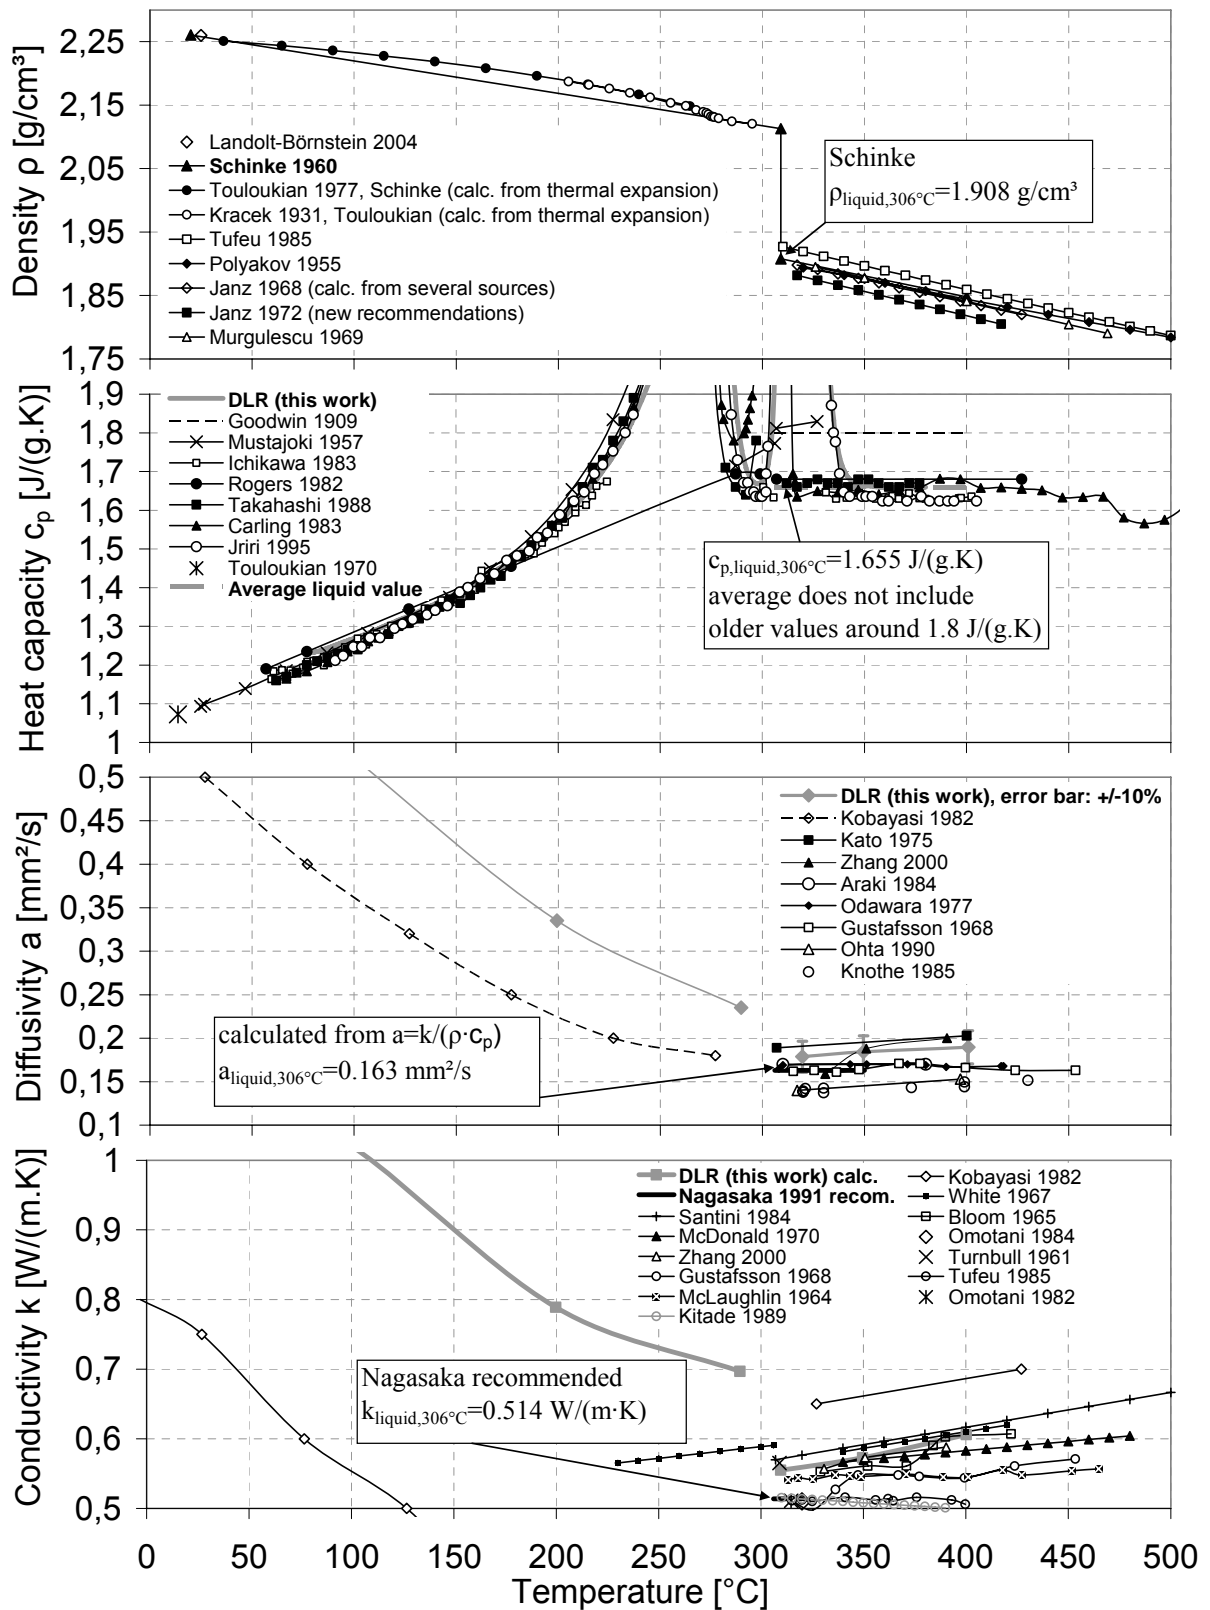 Density ρ [g/cm³]
2,25
2,15
2,05
1,95
1,85
1,75
Landolt-Börnstein 2004
Schinke 1960
Touloukian 1977, Schinke (calc. from thermal expansion)
Kracek 1931, Touloukian (calc. from thermal expansion)
Tufeu 1985
Polyakov 1955
Janz 1968 (calc. from several sources)
Janz 1972 (new recommendations)
Murgulescu 1969
Schinke
ρliquid,306°C=1.908 g/cm³
Heat capacity cp [J/(g.K)]
1,9
1,8
1,7
1,6
1,5
1,4
1,3
1,2
1,1
1
DLR (this work)
Goodwin 1909
Mustajoki 1957
Ichikawa 1983
Rogers 1982
Takahashi 1988
Carling 1983
Jriri 1995
Touloukian 1970
Average liquid value
cp,liquid,306°C=1.655 J/(g.K)
average does not include
older values around 1.8 J/(g.K)
Diffusivity a [mm²/s]
0,5
0,45
0,4
0,35
0,3
0,25
0,2
0,15
0,1
DLR (this work), error bar: +/-10%
Kobayasi 1982
Kato 1975
Zhang 2000
Araki 1984
Odawara 1977
Gustafsson 1968
Ohta 1990
Knothe 1985
calculated from a=k/(ρ·cp)
aliquid,306°C=0.163 mm²/s
Conductivity k [W/(m.K)]
1
0,9
0,8
0,7
0,6
0,5
DLR (this work) calc.
Nagasaka 1991 recom.
Santini 1984
McDonald 1970
Zhang 2000
Gustafsson 1968
McLaughlin 1964
Kitade 1989
Kobayasi 1982
White 1967
Bloom 1965
Omotani 1984
Turnbull 1961
Tufeu 1985
Omotani 1982
Nagasaka recommended
kliquid,306°C=0.514 W/(m·K)
0 50 100 150 200 250 300 350 400 450 500
Temperature [°C]